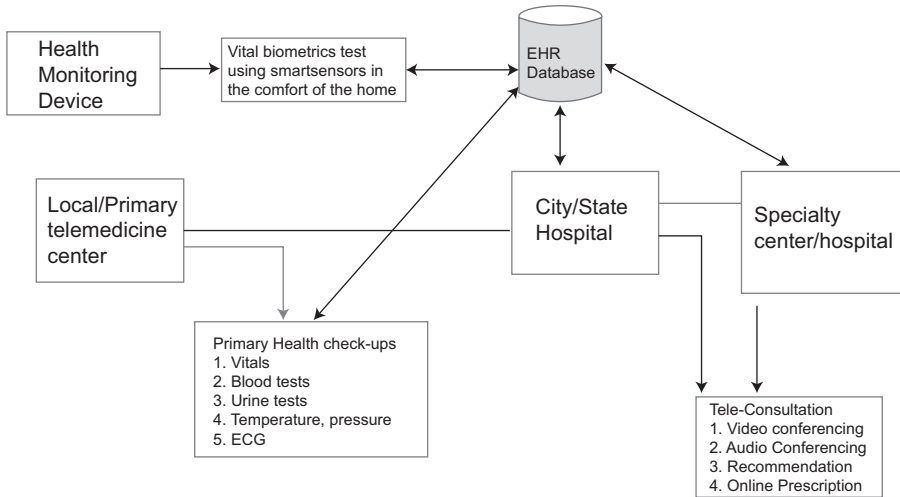 Health
Monitoring
Device
Vital biometrics test
using smartsensors in
the comfort of the home
EHR
Database
Local/Primary
telemedicine
center
City/State
Hospital
Specialty
center/hospital
Primary Health check-ups
1. Vitals
2. Blood tests
3. Urine tests
4. Temperature, pressure
5. ECG
Tele-Consultation
1. Video conferencing
2. Audio Conferencing
3. Recommendation
4. Online Prescription